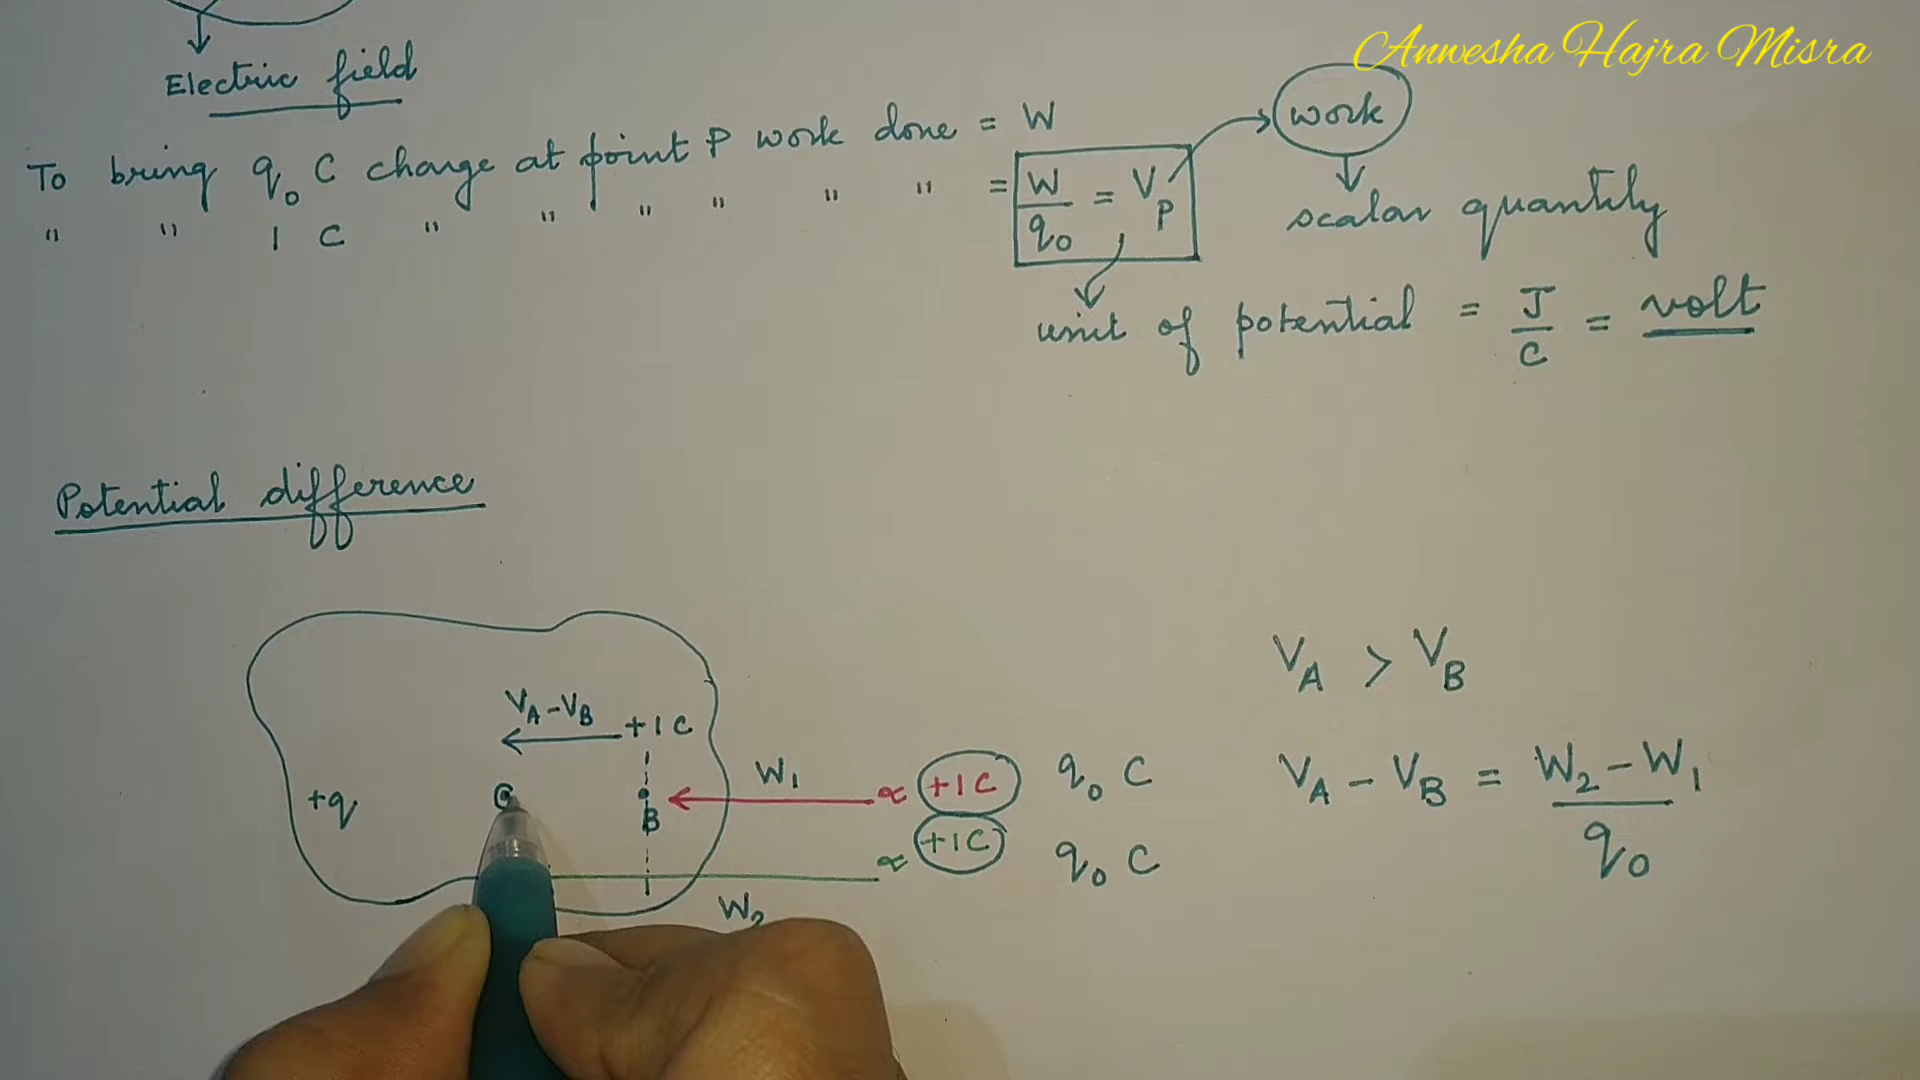 Anwesha Hajra Misra
Electric field
To bring q₀ C charge at point P work done = W
" " 1 C " " " " " " = W/q₀ = V_P
work
scalar quantity
unit of potential = J/C = volt
Potential difference
V_A > V_B
V_A - V_B
+1 C
V_A - V_B = W₂ - W₁ / q₀
+q
B
W₁
∝ +1C q₀ C
∝ +1C q₀ C
W₂